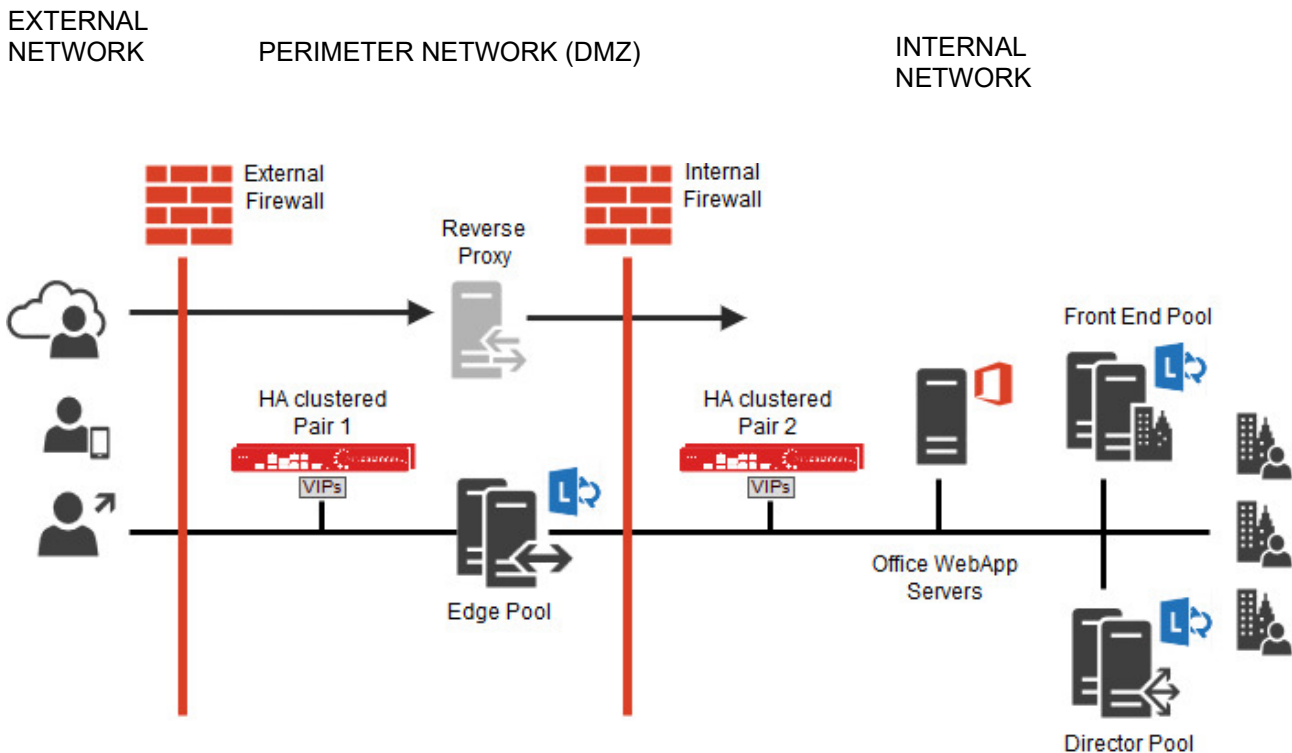 EXTERNAL
NETWORK
PERIMETER NETWORK (DMZ)
INTERNAL
NETWORK
External
Firewall
Internal
Firewall
Reverse
Proxy
Front End Pool
HA clustered
Pair 1
VIPs
HA clustered
Pair 2
VIPs
L
L
Edge Pool
Office WebApp
Servers
L
Director Pool